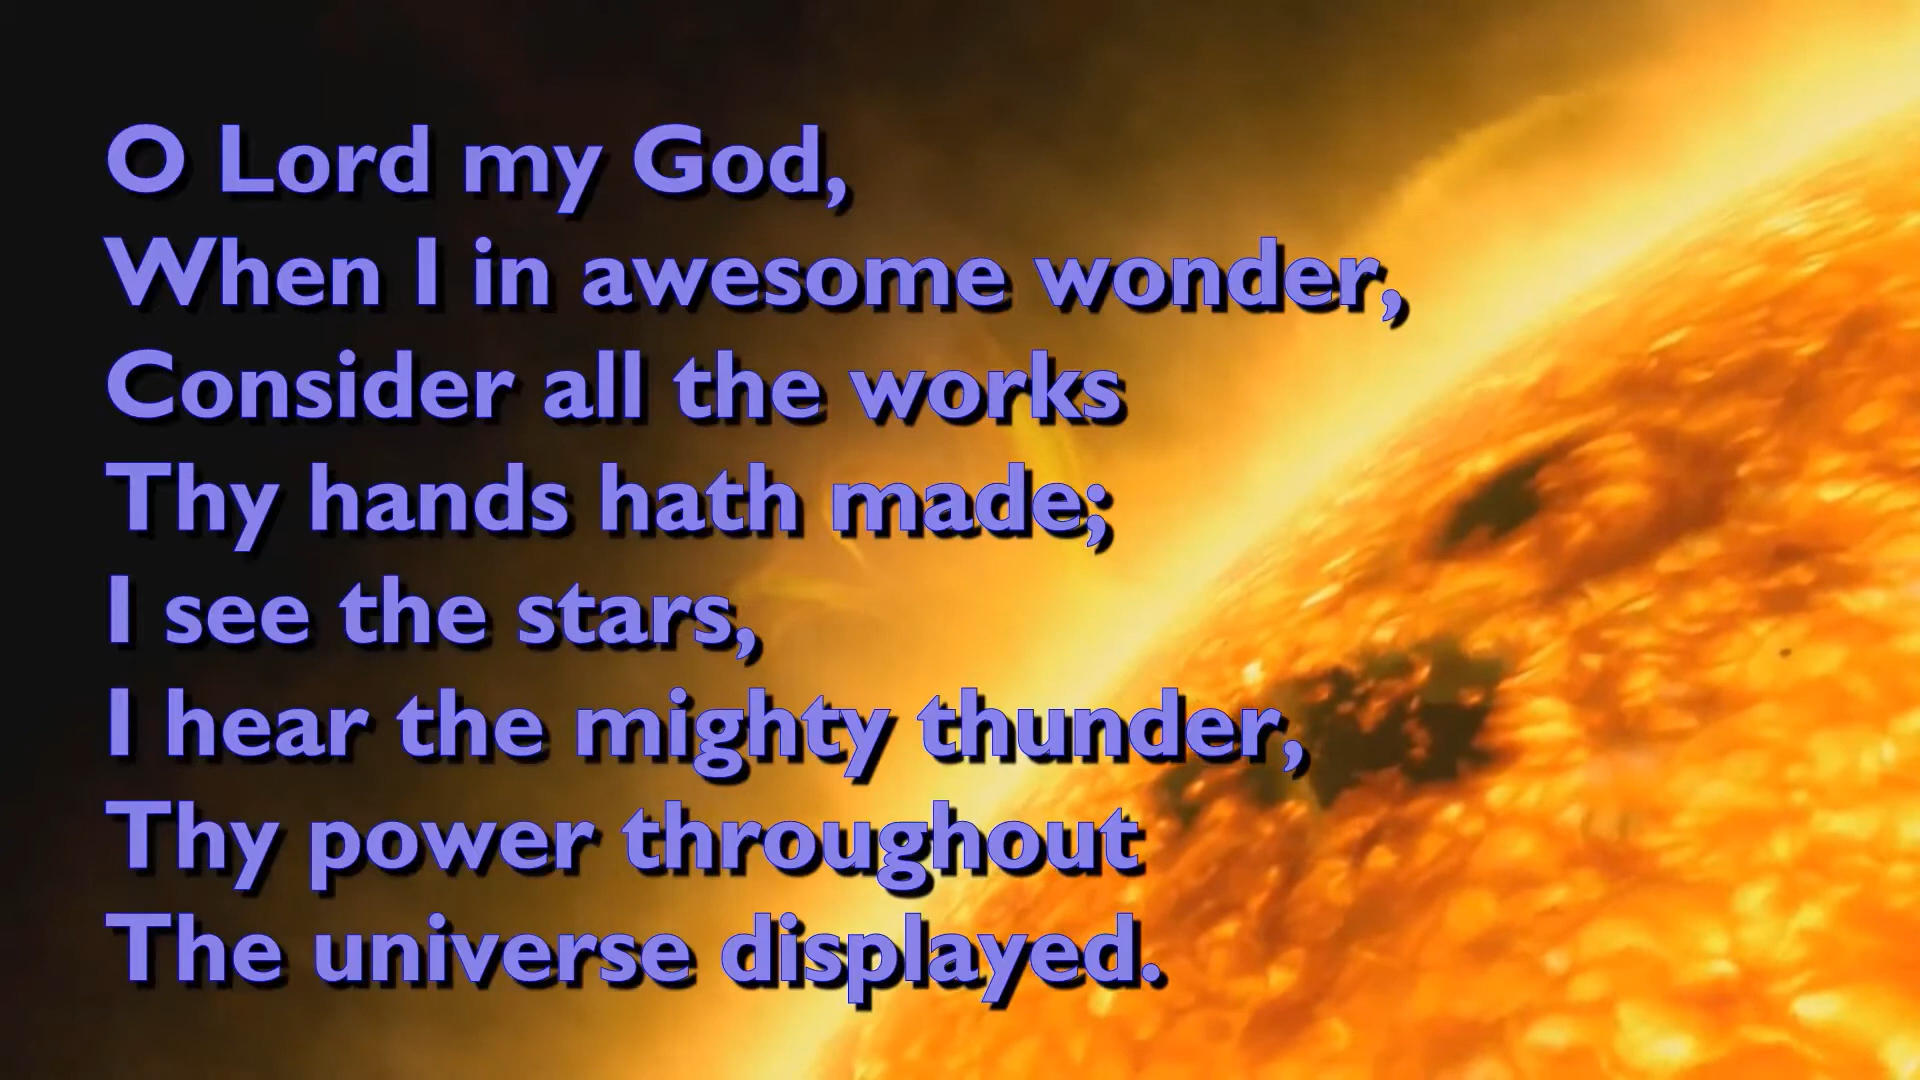 O Lord my God,
When I in awesome wonder,
Consider all the works
Thy hands hath made;
I see the stars,
I hear the mighty thunder,
Thy power throughout
The universe displayed.